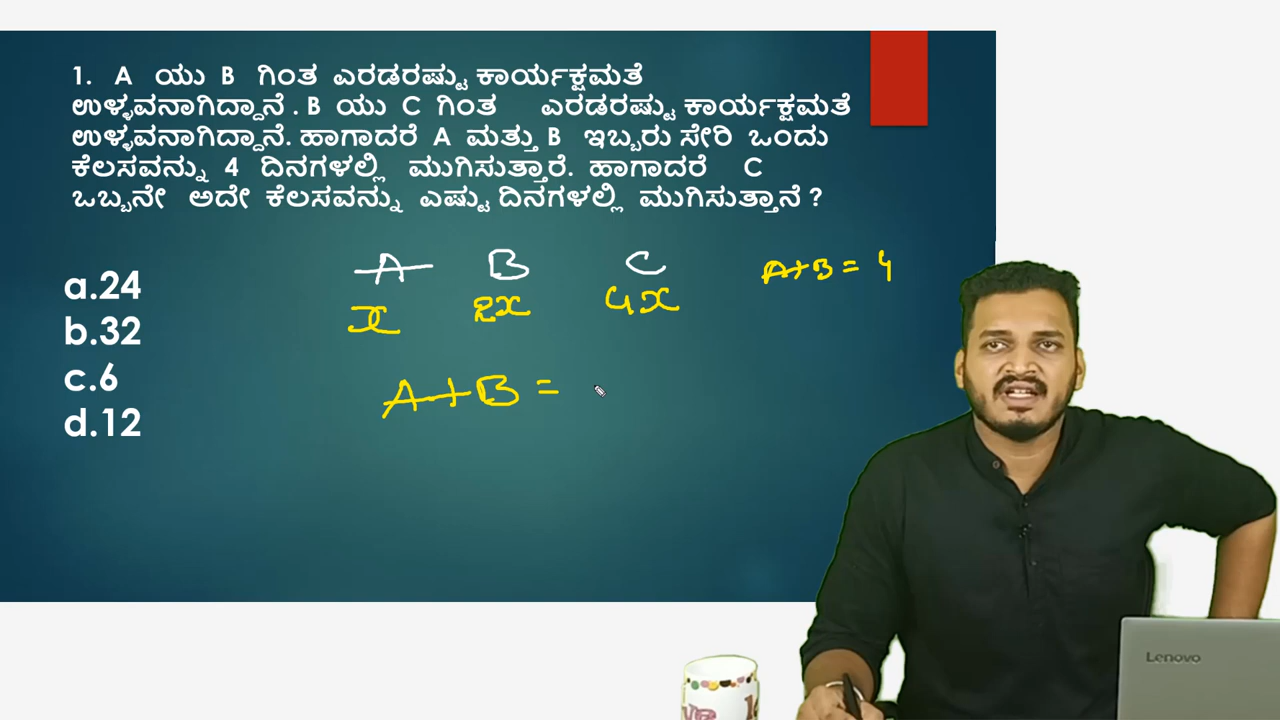 1. A ಯು B ಗಿಂತ ಎರಡರಷ್ಟು ಕಾರ್ಯಕ್ಷಮತೆ
ಉಳ್ಳವನಾಗಿದ್ದಾನೆ . B ಯು C ಗಿಂತ ಎರಡರಷ್ಟು ಕಾರ್ಯಕ್ಷಮತೆ
ಉಳ್ಳವನಾಗಿದ್ದಾನೆ. ಹಾಗಾದರೆ A ಮತ್ತು B ಇಬ್ಬರು ಸೇರಿ ಒಂದು
ಕೆಲಸವನ್ನು 4 ದಿನಗಳಲ್ಲಿ ಮುಗಿಸುತ್ತಾರೆ. ಹಾಗಾದರೆ C
ಒಬ್ಬನೇ ಅದೇ ಕೆಲಸವನ್ನು ಎಷ್ಟು ದಿನಗಳಲ್ಲಿ ಮುಗಿಸುತ್ತಾನೆ ?
A B C A+B = 4
x 2x 4x
a.24
b.32
c.6
A+B =
d.12
Lenovo